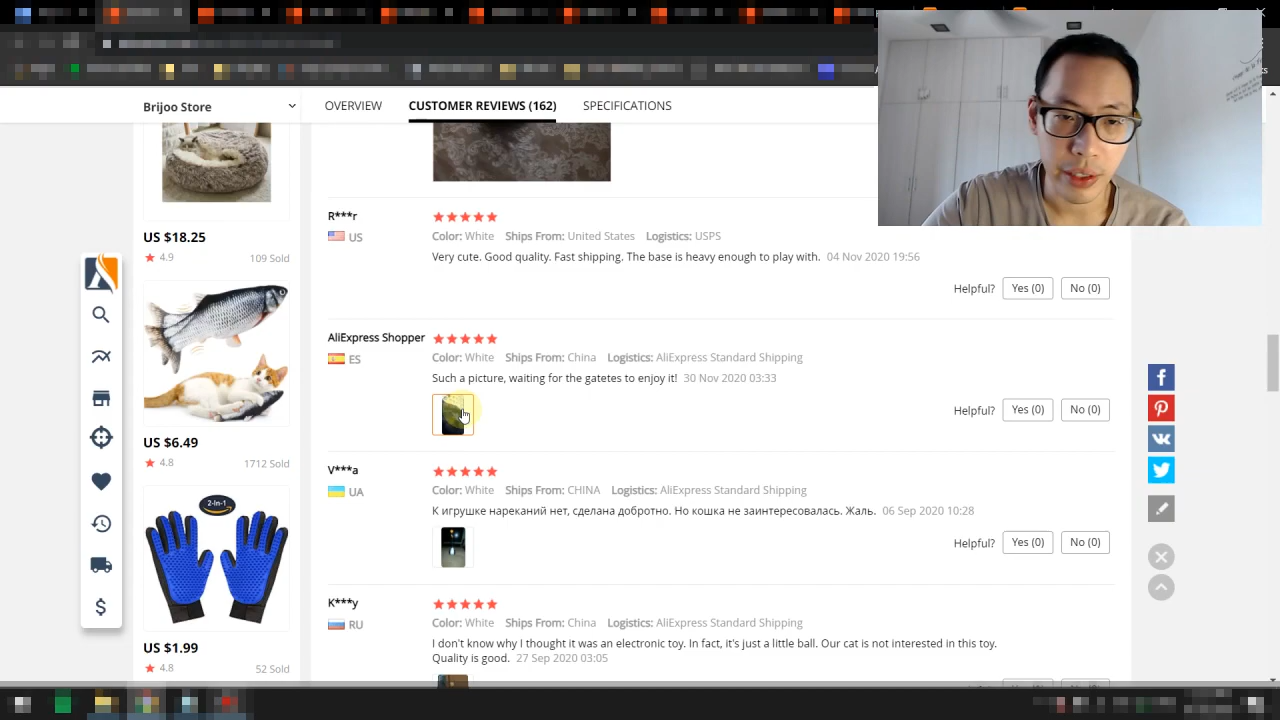 Brijoo Store
OVERVIEW
CUSTOMER REVIEWS (162)
SPECIFICATIONS
US $18.25
4.9
109 Sold
US $6.49
4.8
1712 Sold
2-In-1
US $1.99
4.8
52 Sold
R***r
US
Color: White Ships From: United States Logistics: USPS
Very cute. Good quality. Fast shipping. The base is heavy enough to play with. 04 Nov 2020 19:56
Helpful? Yes (0) No (0)
AliExpress Shopper
ES
Color: White Ships From: China Logistics: AliExpress Standard Shipping
Such a picture, waiting for the gatetes to enjoy it! 30 Nov 2020 03:33
Helpful? Yes (0) No (0)
V***a
UA
Color: White Ships From: CHINA Logistics: AliExpress Standard Shipping
К игрушке нареканий нет, сделана добротно. Но кошка не заинтересовалась. Жаль. 06 Sep 2020 10:28
Helpful? Yes (0) No (0)
K***y
RU
Color: White Ships From: China Logistics: AliExpress Standard Shipping
I don't know why I thought it was an electronic toy. In fact, it's just a little ball. Our cat is not interested in this toy.
Quality is good. 27 Sep 2020 03:05